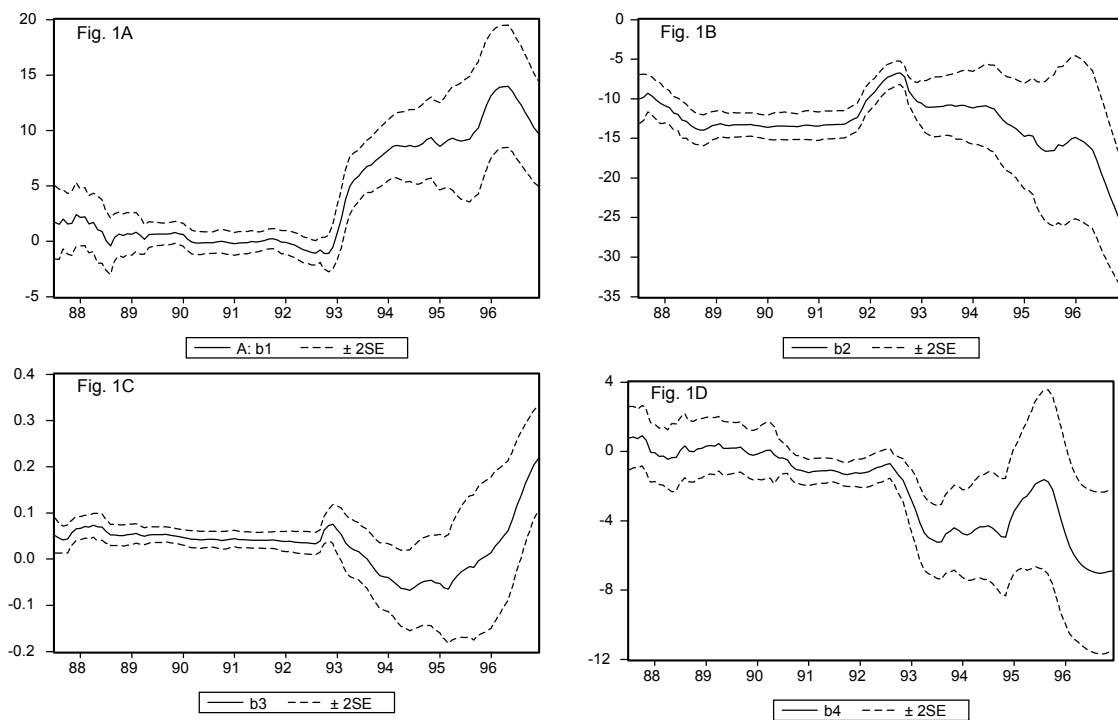 Fig. 1A
20
15
10
5
0
-5
88 89 90 91 92 93 94 95 96
A: b1 ± 2SE
Fig. 1B
0
-5
-10
-15
-20
-25
-30
-35
88 89 90 91 92 93 94 95 96
b2 ± 2SE
Fig. 1C
0.4
0.3
0.2
0.1
0.0
-0.1
-0.2
88 89 90 91 92 93 94 95 96
b3 ± 2SE
Fig. 1D
4
0
-4
-8
-12
88 89 90 91 92 93 94 95 96
b4 ± 2SE